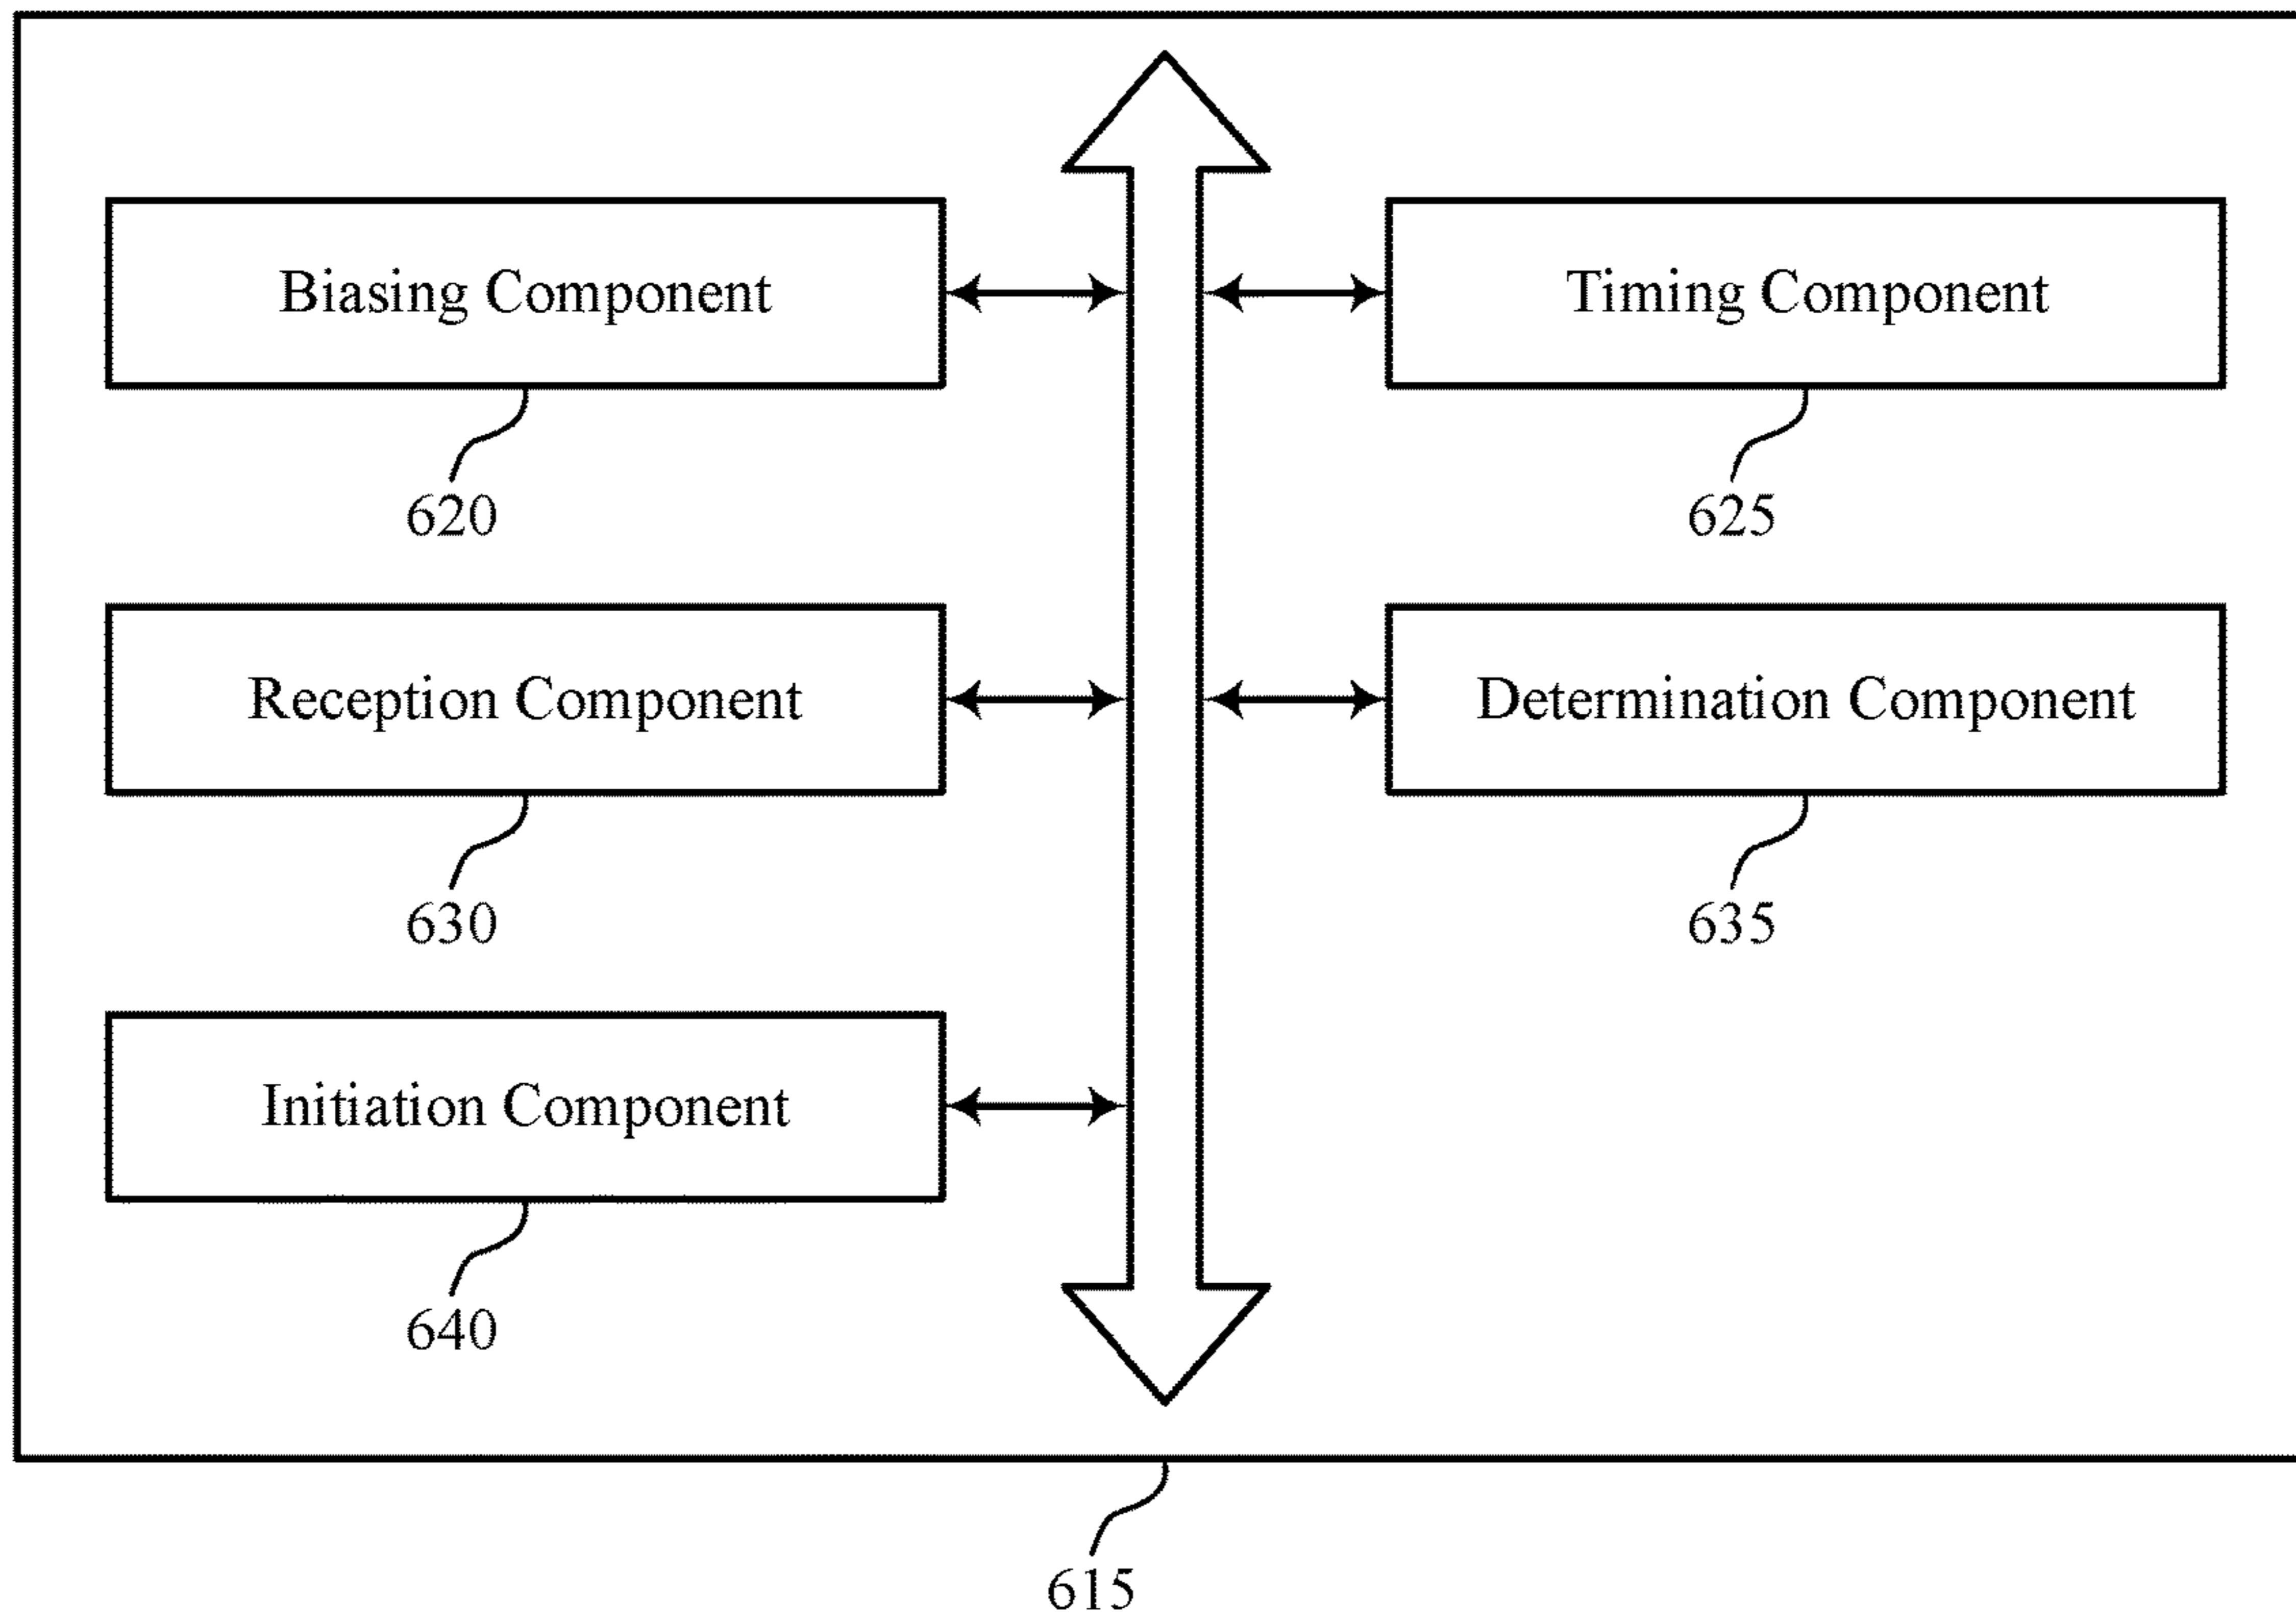 Biasing Component
Timing Component
620
625
Reception Component
Determination Component
630
635
Initiation Component
640
615